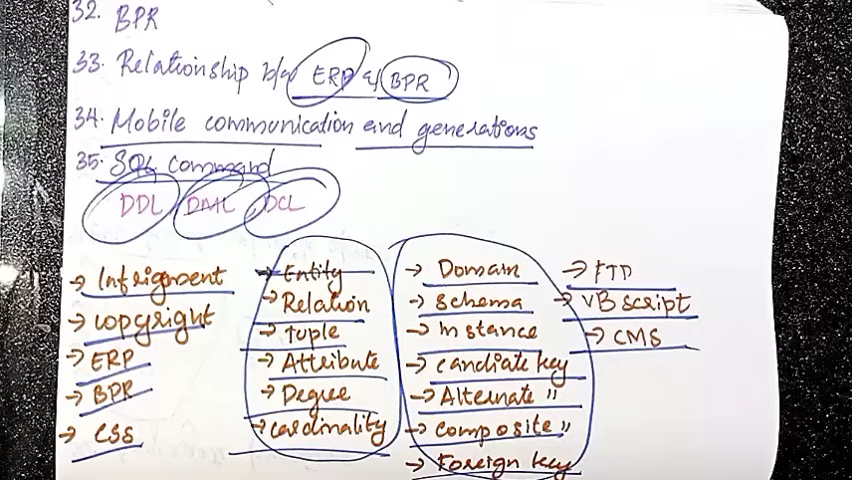 32. BPR
33. Relationship b/w ERP & BPR
34. Mobile communication and generations
35. SQL command
DDL DML DCL
→ Infrigment
→ copyright
→ ERP
→ BPR
→ CSS
→ Entity
→ Relation
→ Tuple
→ Attribute
→ Degree
→ cardinality
→ Domain
→ Schema
→ Instance
→ candiate key
→ Alternate "
→ composite "
→ Foreign key
→ FTP
→ VB script
→ CMS